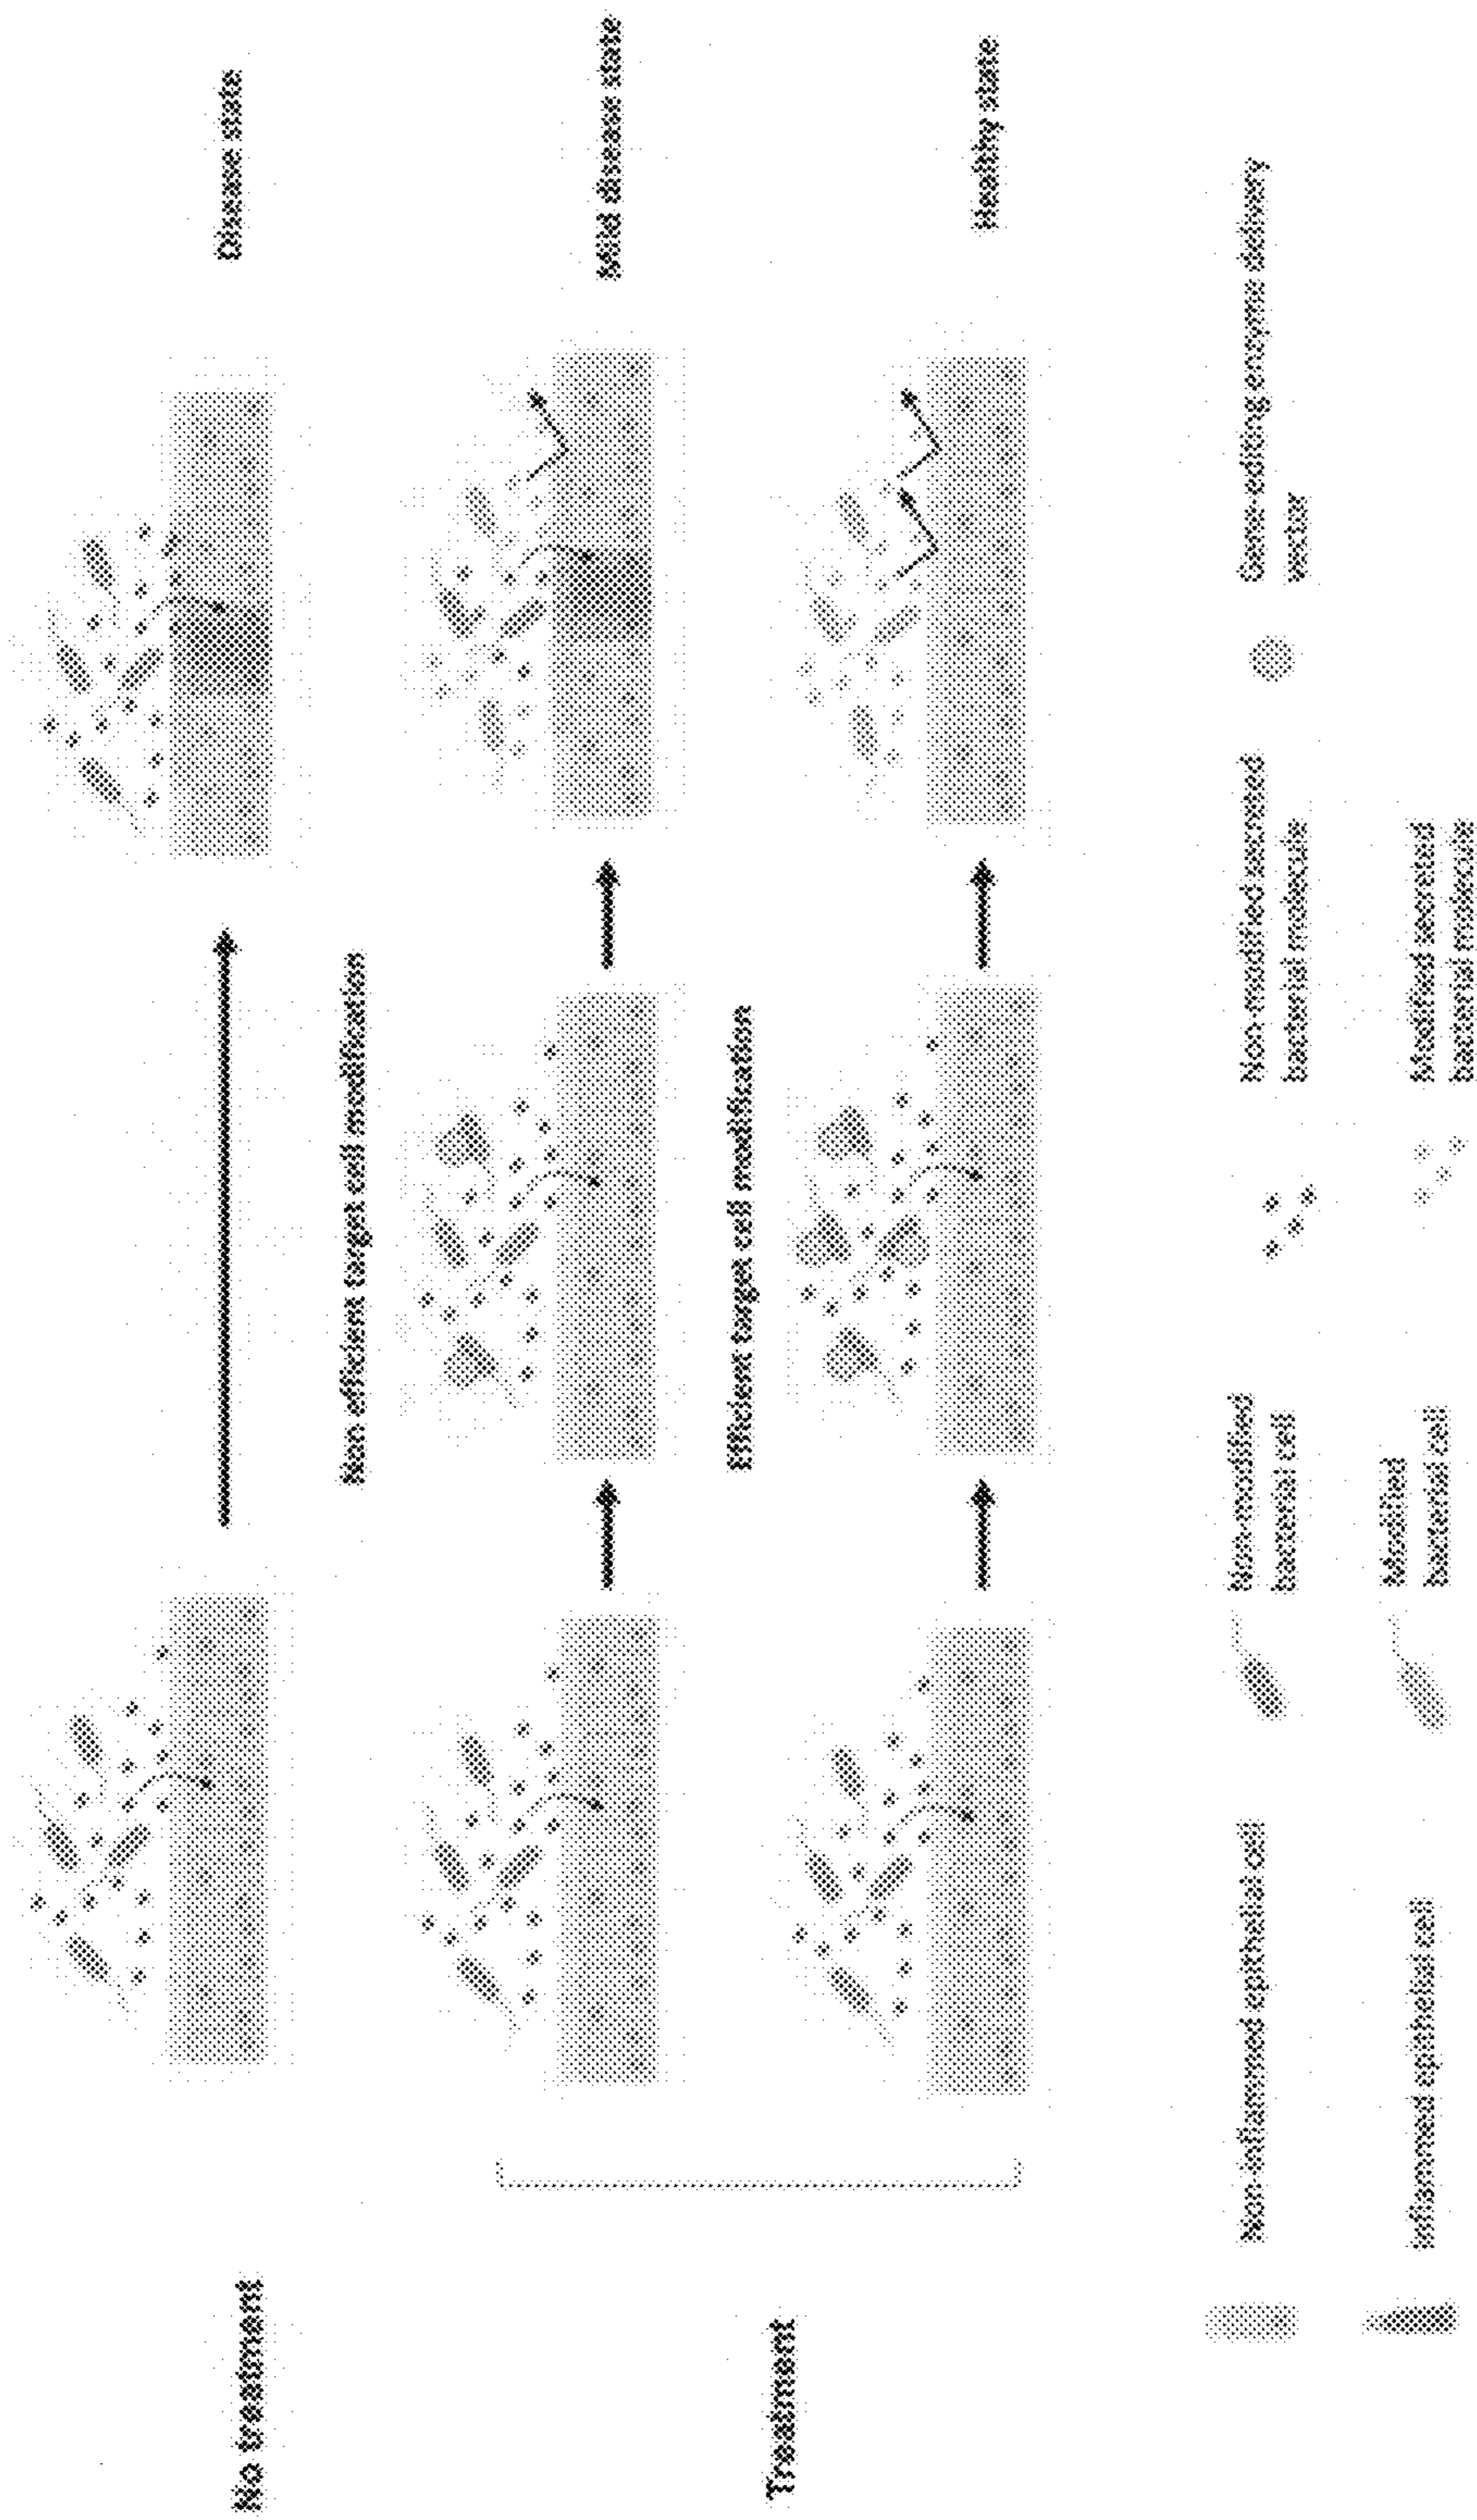 No treatment
Disease state
Non efficient target cell modification
Mild disease state
Treatment
Efficient target cell modification
Healthy state
Non-inflamed epithelial cell
Inflamed epithelial cell
Non-modified
bacterial cell
Modified
bacterial cell
Non-modified secreted
bacterial molecule
Modified secreted
bacterial molecule
base-editing enzyme delivery
vector